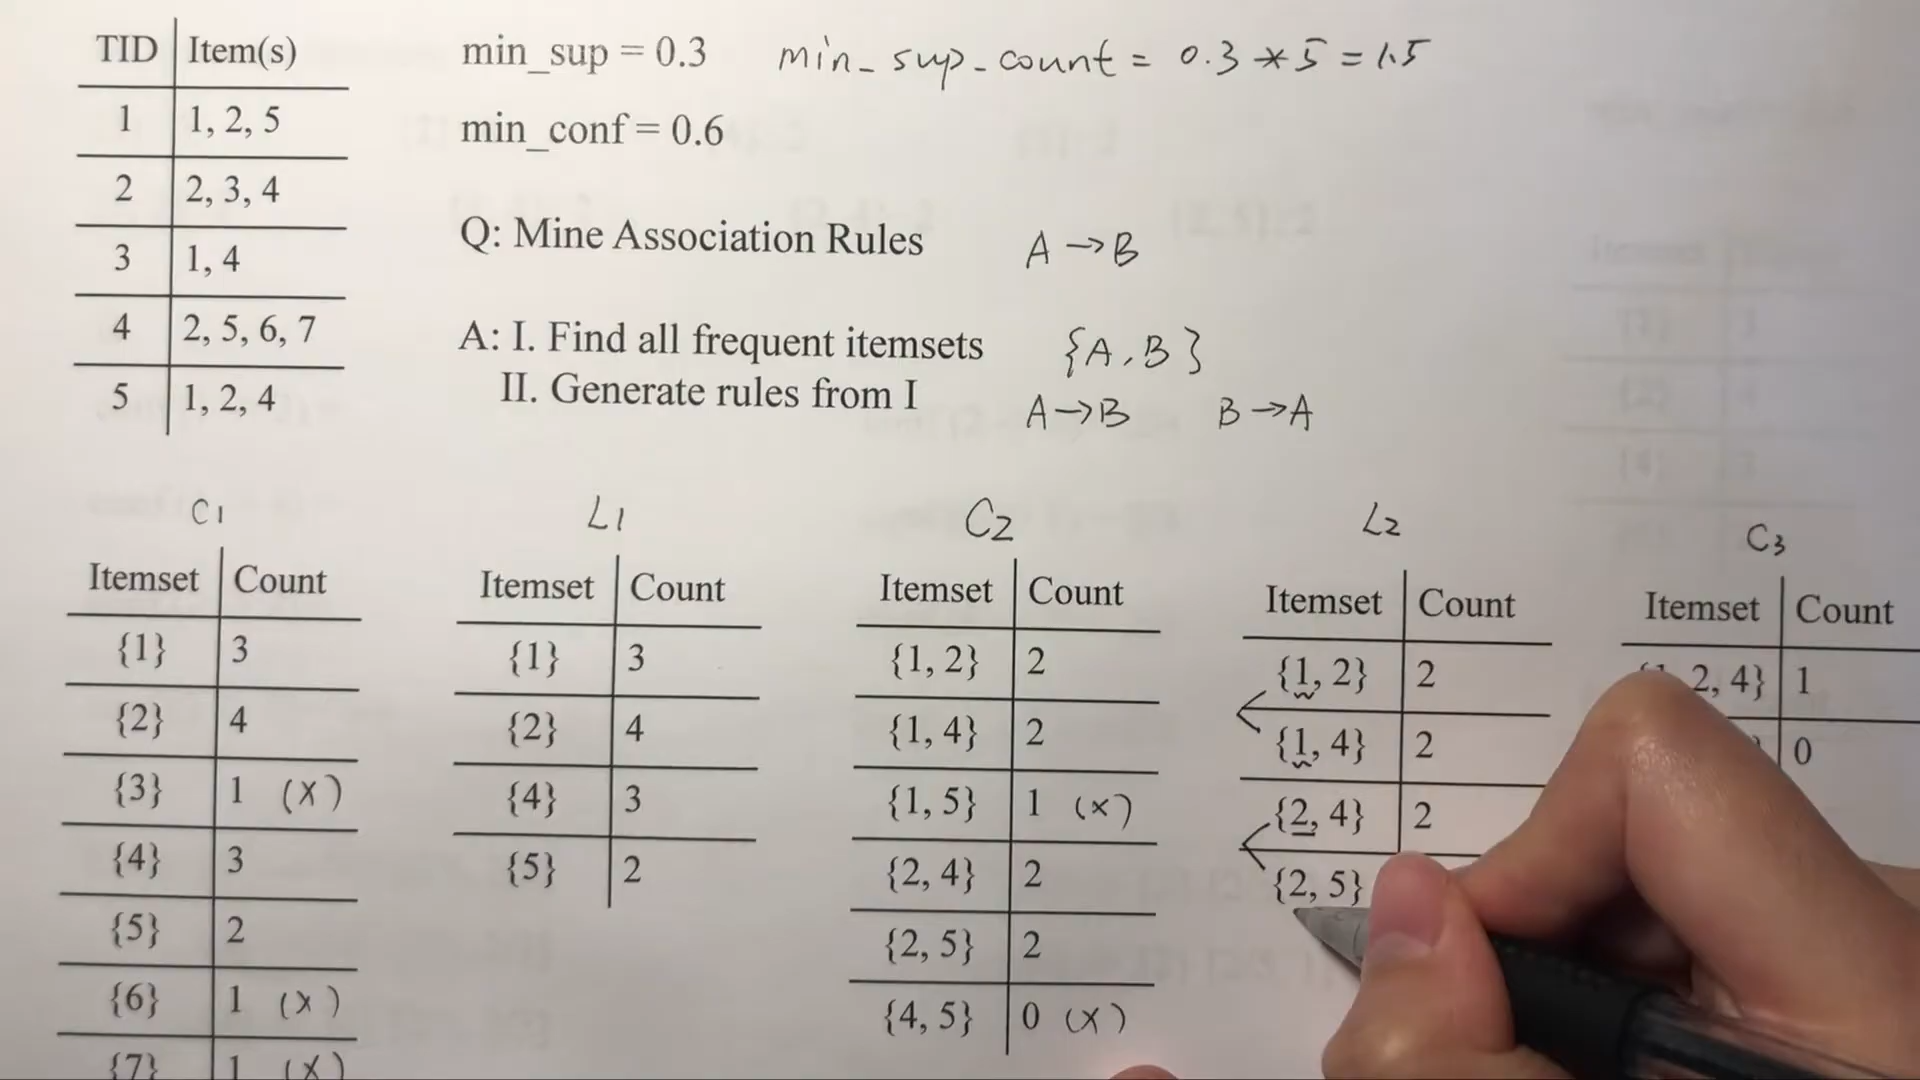 TID Item(s)
1 1, 2, 5
2 2, 3, 4
3 1, 4
4 2, 5, 6, 7
5 1, 2, 4
min_sup = 0.3 min_sup_count = 0.3 * 5 = 1.5
min_conf = 0.6
Q: Mine Association Rules A → B
A: I. Find all frequent itemsets {A, B}
II. Generate rules from I A → B B → A
C1
Itemset Count
{1} 3
{2} 4
{3} 1 (x)
{4} 3
{5} 2
{6} 1 (x)
{7} 1 (x)
L1
Itemset Count
{1} 3
{2} 4
{4} 3
{5} 2
C2
Itemset Count
{1, 2} 2
{1, 4} 2
{1, 5} 1 (x)
{2, 4} 2
{2, 5} 2
{4, 5} 0 (x)
L2
Itemset Count
{1, 2} 2
{1, 4} 2
{2, 4} 2
{2, 5}
C3
Itemset Count
2, 4} 1
} 0